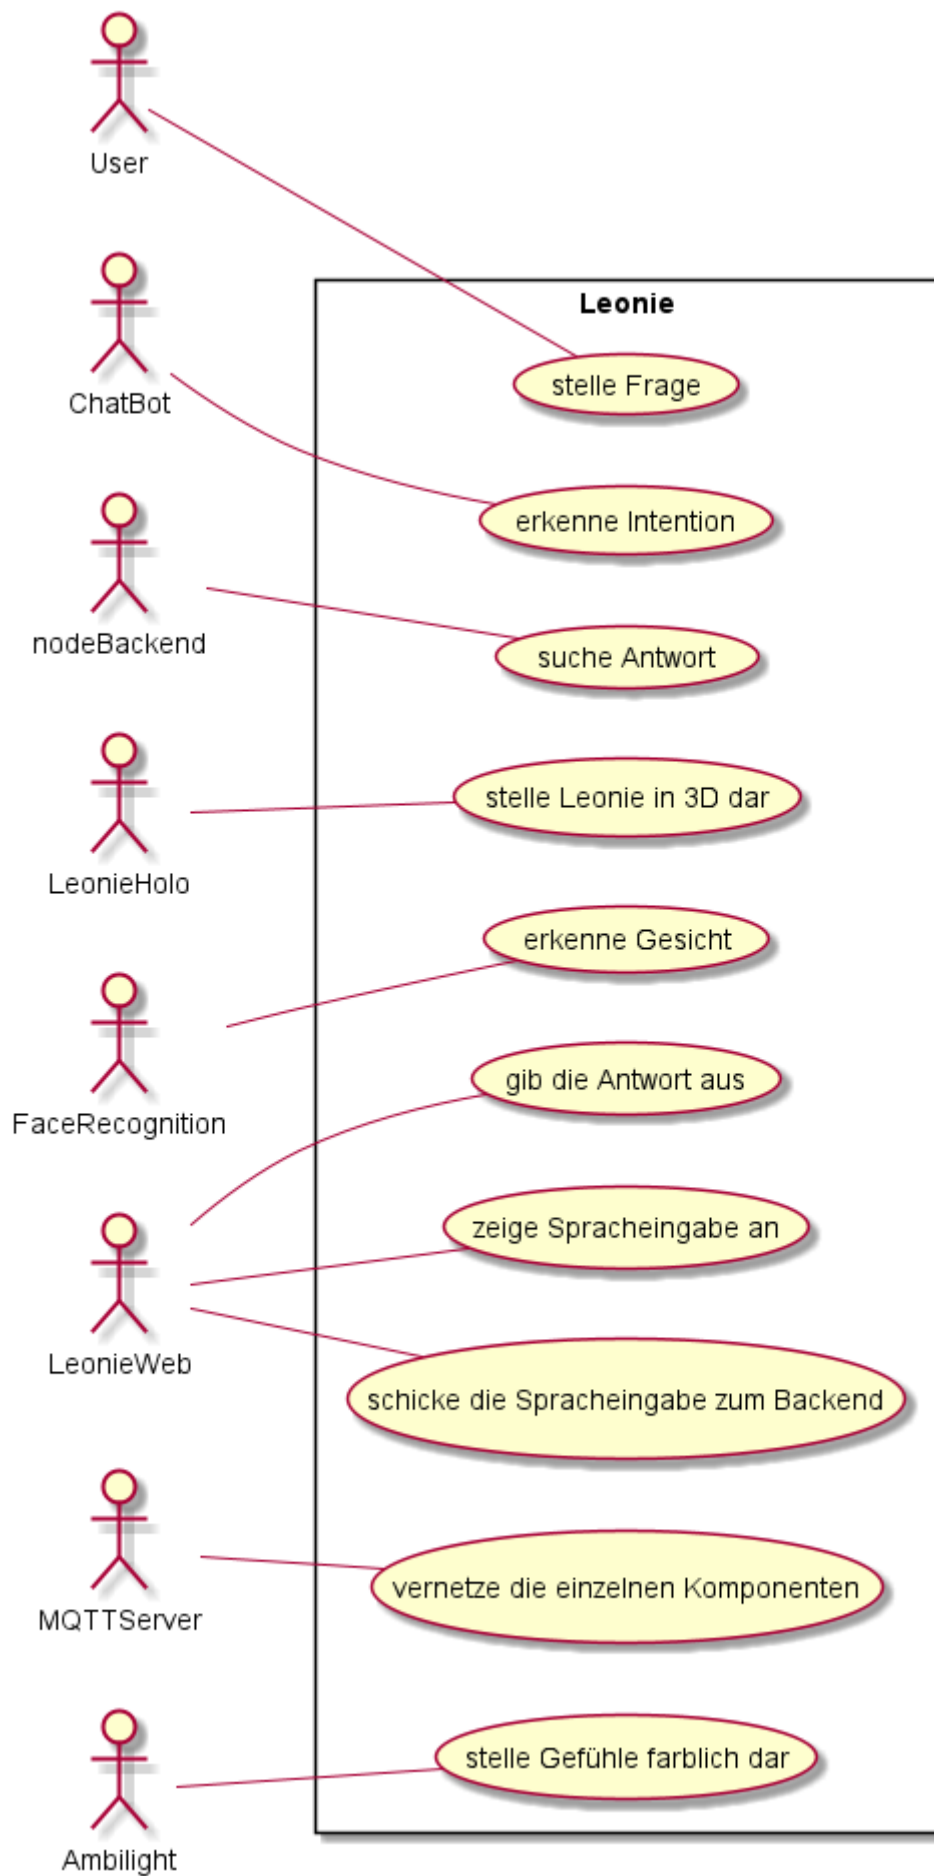 User
Leonie
stelle Frage
ChatBot
erkenne Intention
nodeBackend
suche Antwort
stelle Leonie in 3D dar
LeonieHolo
erkenne Gesicht
FaceRecognition
gib die Antwort aus
zeige Spracheingabe an
LeonieWeb
schicke die Spracheingabe zum Backend
vernetze die einzelnen Komponenten
MQTTServer
stelle Gefühle farblich dar
Ambilight